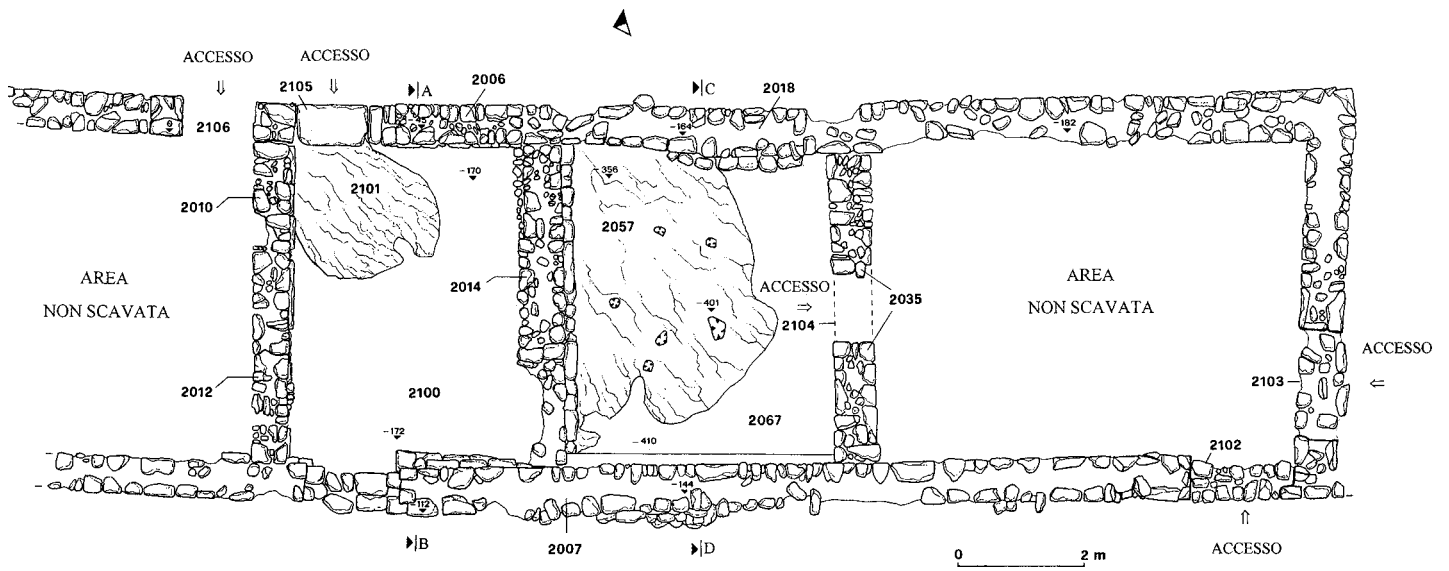 ACCESSO
ACCESSO
2105
A
2006
C
2018
2106
0
-164
-182
2101
-170
-356
2010
2057
2014
ACCESSO
2035
AREA
NON SCAVATA
-401
2104
AREA
NON SCAVATA
ACCESSO
2012
2100
2103
2067
-172
-410
2102
-144
-112
B
2007
D
0
2 m
ACCESSO